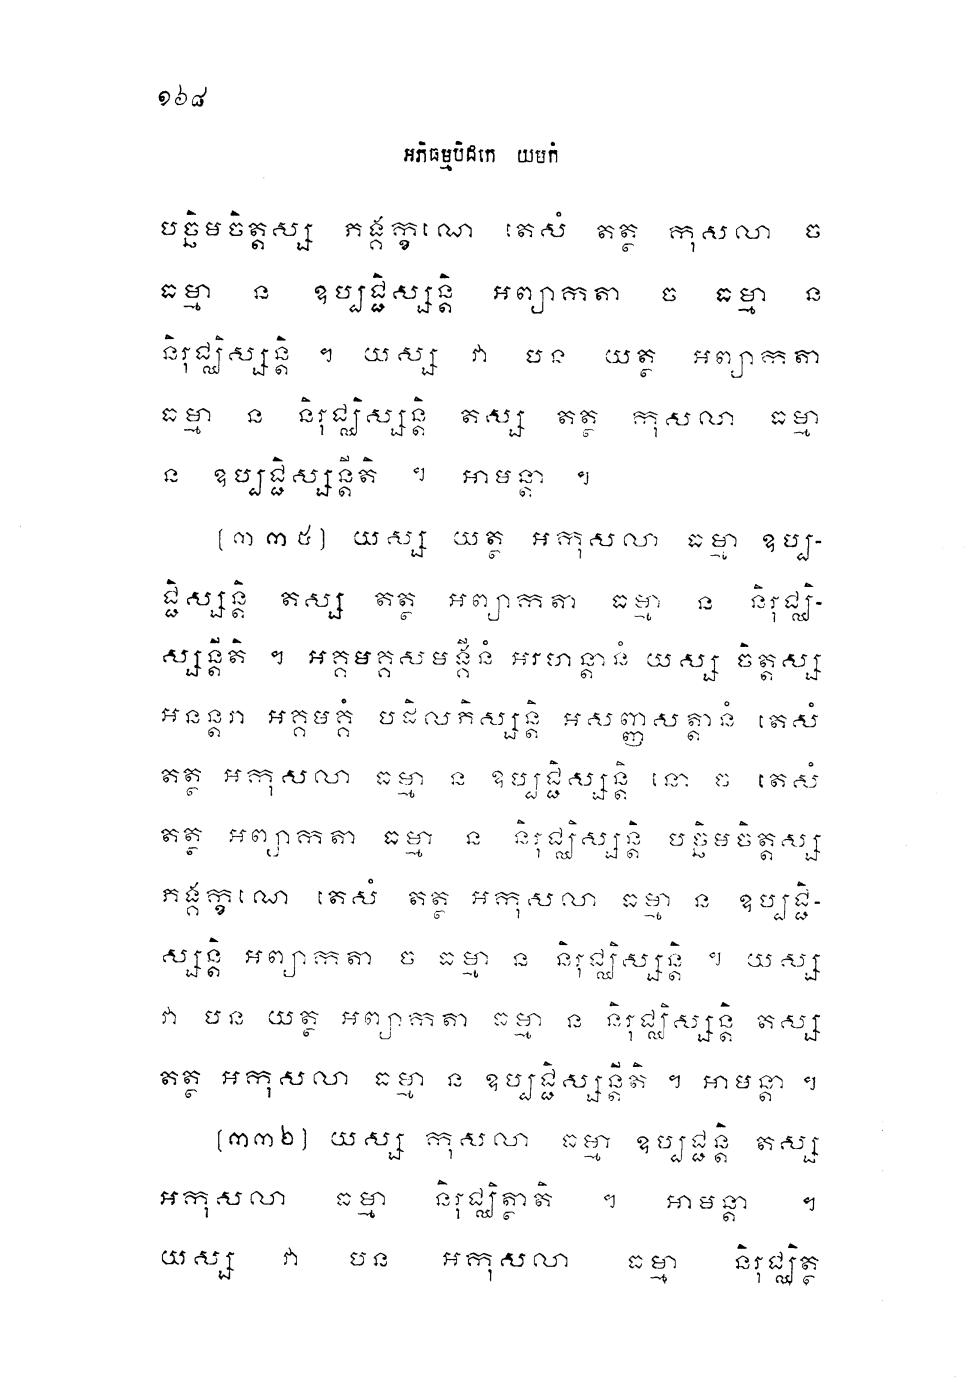 ១៦៨
អភិធម្មបិដកេ យមកំ
បច្ឆិមចិត្តស្ស ភង្គក្ខណេ តេសំ តត្ថ កុសលា ច
ធម្មា ន ឧប្បជ្ជិស្សន្តិ អព្យាកតា ច ធម្មា ន
និរុជ្ឈិស្សន្តិ ។ យស្ស វា បន យត្ថ អព្យាកតា
ធម្មា ន និរុជ្ឈិស្សន្តិ តស្ស តត្ថ កុសលា ធម្មា
ន ឧប្បជ្ជិស្សន្តីតិ ។ អាមន្តា ។
(៣៣៥) យស្ស យត្ថ អកុសលា ធម្មា ឧប្ប-
ជ្ជិស្សន្តិ តស្ស តត្ថ អព្យាកតា ធម្មា ន និរុជ្ឈិ-
ស្សន្តីតិ ។ អគ្គមគ្គសមង្គីនំ អរហន្តានំ យស្ស ចិត្តស្ស
អនន្តរា អគ្គមគ្គំ បដិលភិស្សន្តិ អសញ្ញសត្តានំ តេសំ
តត្ថ អកុសលា ធម្មា ន ឧប្បជ្ជិស្សន្តិ នោ ច តេសំ
តត្ថ អព្យាកតា ធម្មា ន និរុជ្ឈិស្សន្តិ បច្ឆិមចិត្តស្ស
ភង្គក្ខណេ តេសំ តត្ថ អកុសលា ធម្មា ន ឧប្បជ្ជិ-
ស្សន្តិ អព្យាកតា ច ធម្មា ន និរុជ្ឈិស្សន្តិ ។ យស្ស
វា បន យត្ថ អព្យាកតា ធម្មា ន និរុជ្ឈិស្សន្តិ តស្ស
តត្ថ អកុសលា ធម្មា ន ឧប្បជ្ជិស្សន្តីតិ ។ អាមន្តា ។
(៣៣៦) យស្ស កុសលា ធម្មា ឧប្បជ្ជន្តិ តស្ស
អកុសលា ធម្មា និរុជ្ឈិត្ថាតិ ។ អាមន្តា ។
យស្ស វា បន អកុសលា ធម្មា និរុជ្ឈិត្ថ